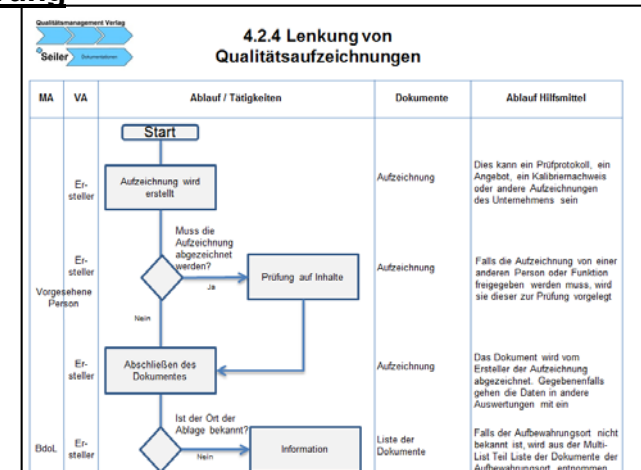 Qualitätsmanagement Verlag
Seiler Dokumentationen
4.2.4 Lenkung von
Qualitätsaufzeichnungen
MA VA Ablauf / Tätigkeiten Dokumente Ablauf Hilfsmittel
Start
Er-
steller
Aufzeichnung wird
erstellt
Aufzeichnung
Dies kann ein Prüfprotokoll, ein
Angebot, ein Kalibriernachweis
oder andere Aufzeichnungen
des Unternehmens sein
Muss die
Aufzeichnung
abgezeichnet
werden?
Ja
Nein
Vorgesehene
Person
Er-
steller
Prüfung auf Inhalte
Aufzeichnung
Falls die Aufzeichnung von einer
anderen Person oder Funktion
freigegeben werden muss, wird
sie dieser zur Prüfung vorgelegt
Er-
steller
Abschließen des
Dokumentes
Aufzeichnung
Das Dokument wird vom
Ersteller der Aufzeichnung
abgezeichnet. Gegebenenfalls
gehen die Daten in andere
Auswertungen mit ein
Ist der Ort der
Ablage bekannt?
Nein
BdoL
Er-
steller
Information
Liste der
Dokumente
Falls der Aufbewahrungsort nicht
bekannt ist, wird aus der Multi-
List Teil Liste der Dokumente der
Aufbewahrungsort entnommen